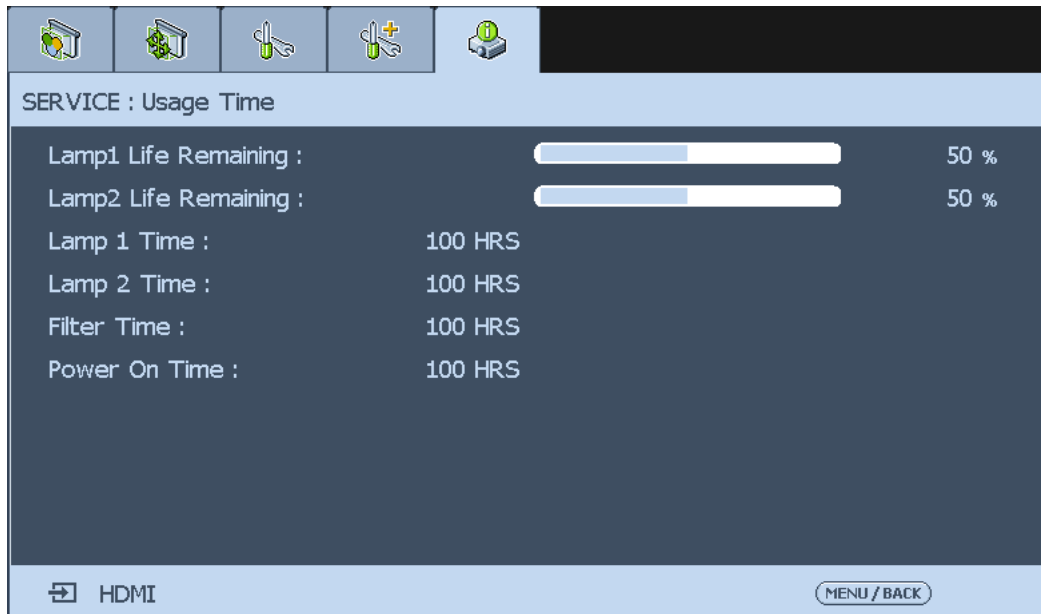 SERVICE : Usage Time
Lamp1 Life Remaining : 50 %
Lamp2 Life Remaining : 50 %
Lamp 1 Time : 100 HRS
Lamp 2 Time : 100 HRS
Filter Time : 100 HRS
Power On Time : 100 HRS
HDMI MENU / BACK